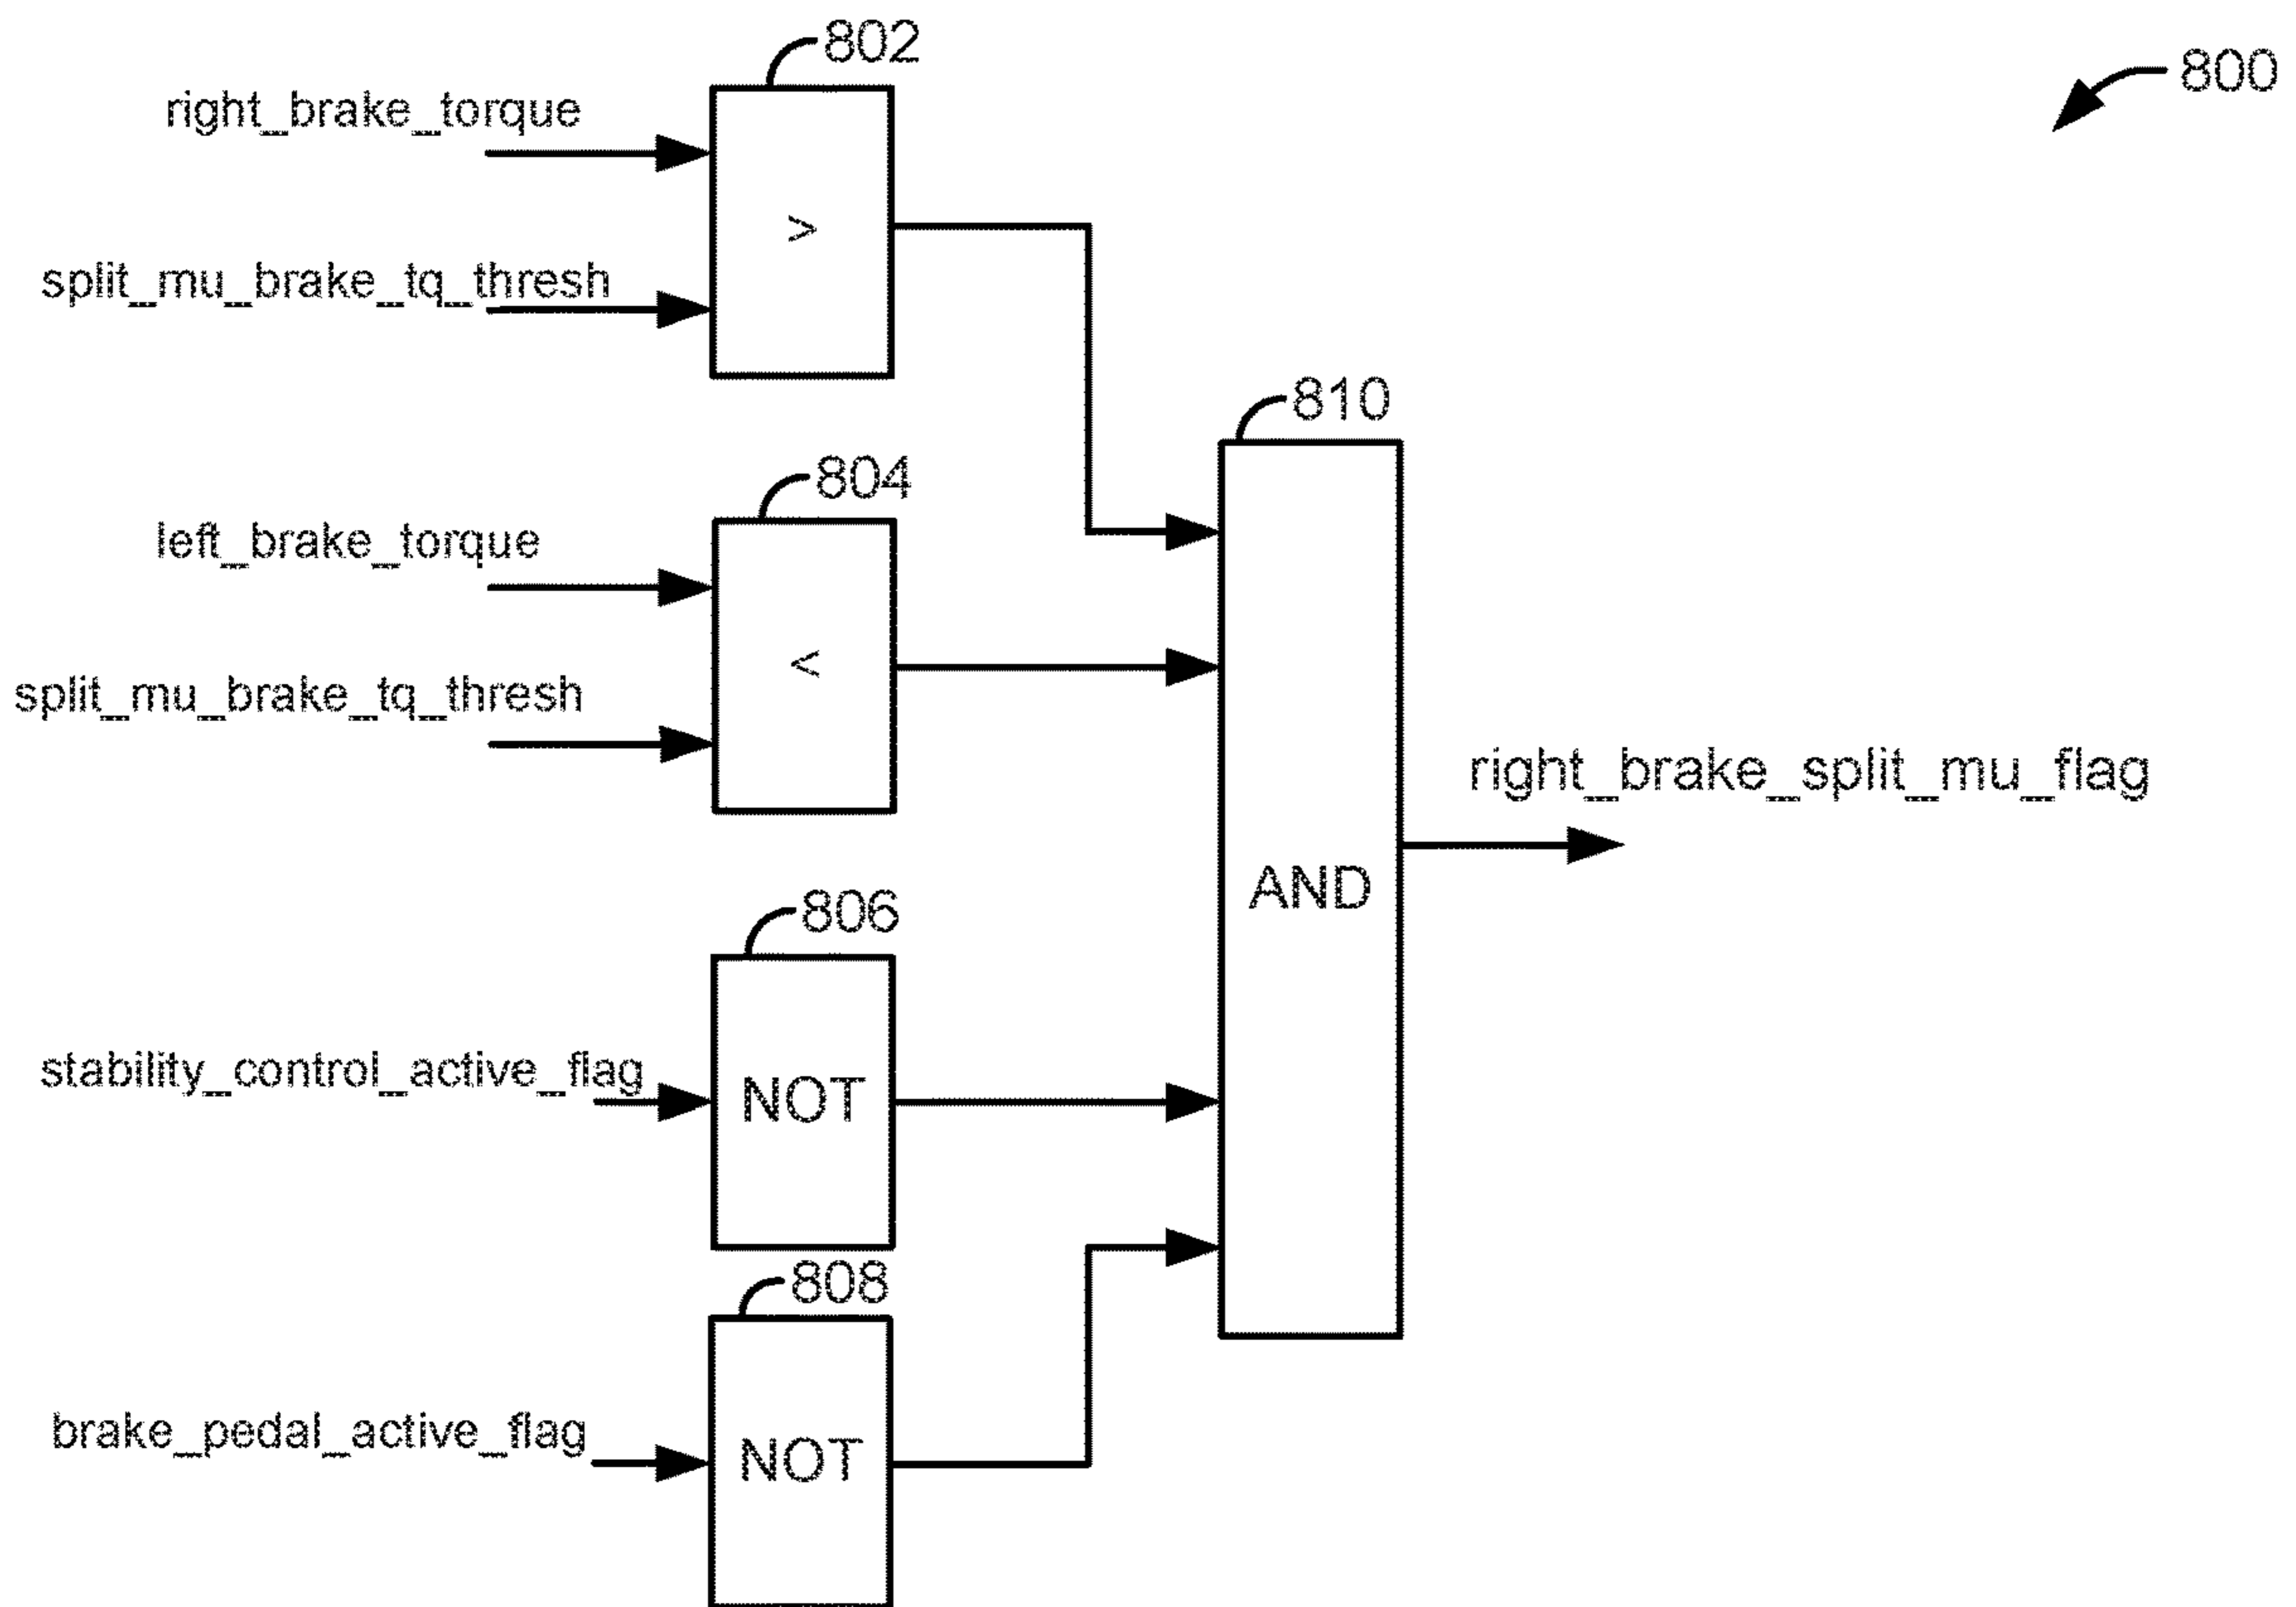 802
800
right_brake_torque
>
split_mu_brake_tq_thresh
810
804
left_brake_torque
<
split_mu_brake_tq_thresh
right_brake_split_mu_flag
AND
806
stability_control_active_flag
NOT
808
brake_pedal_active_flag
NOT